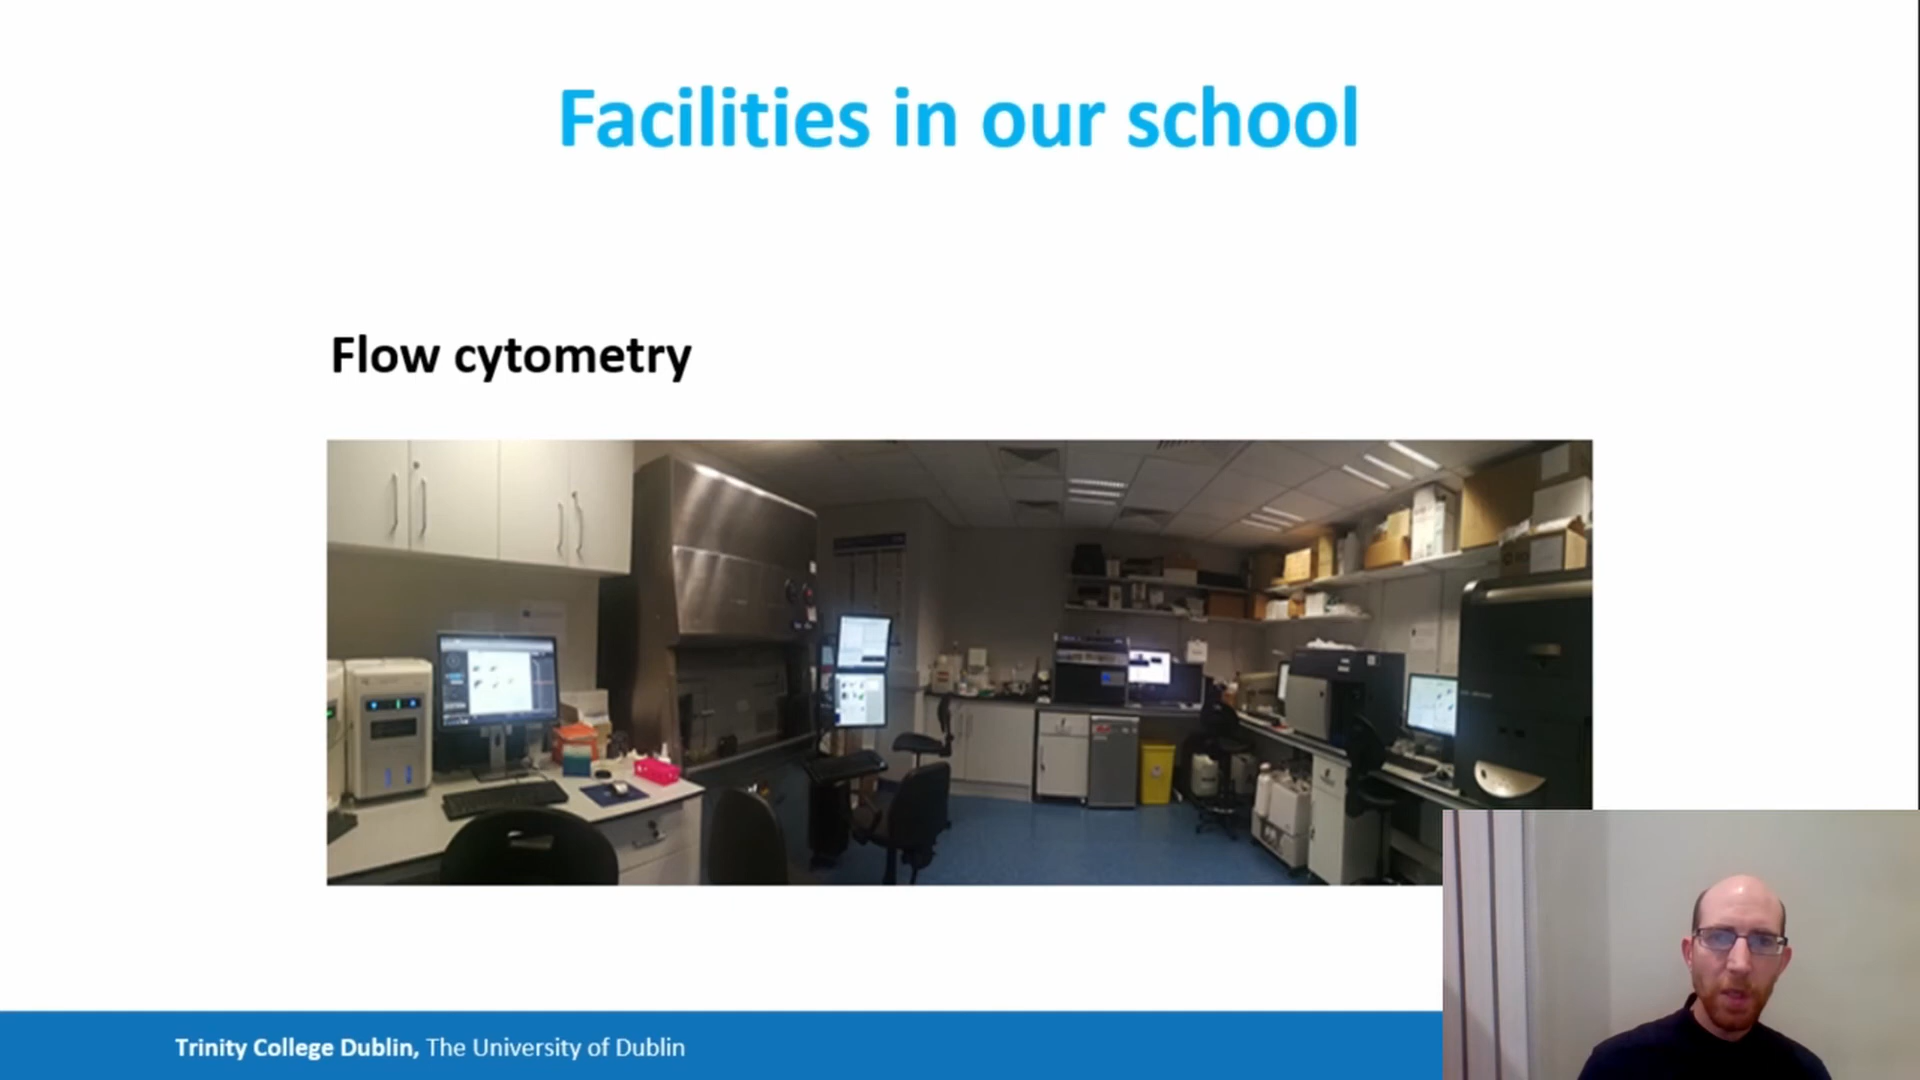 Facilities in our school
Flow cytometry
Trinity College Dublin, The University of Dublin